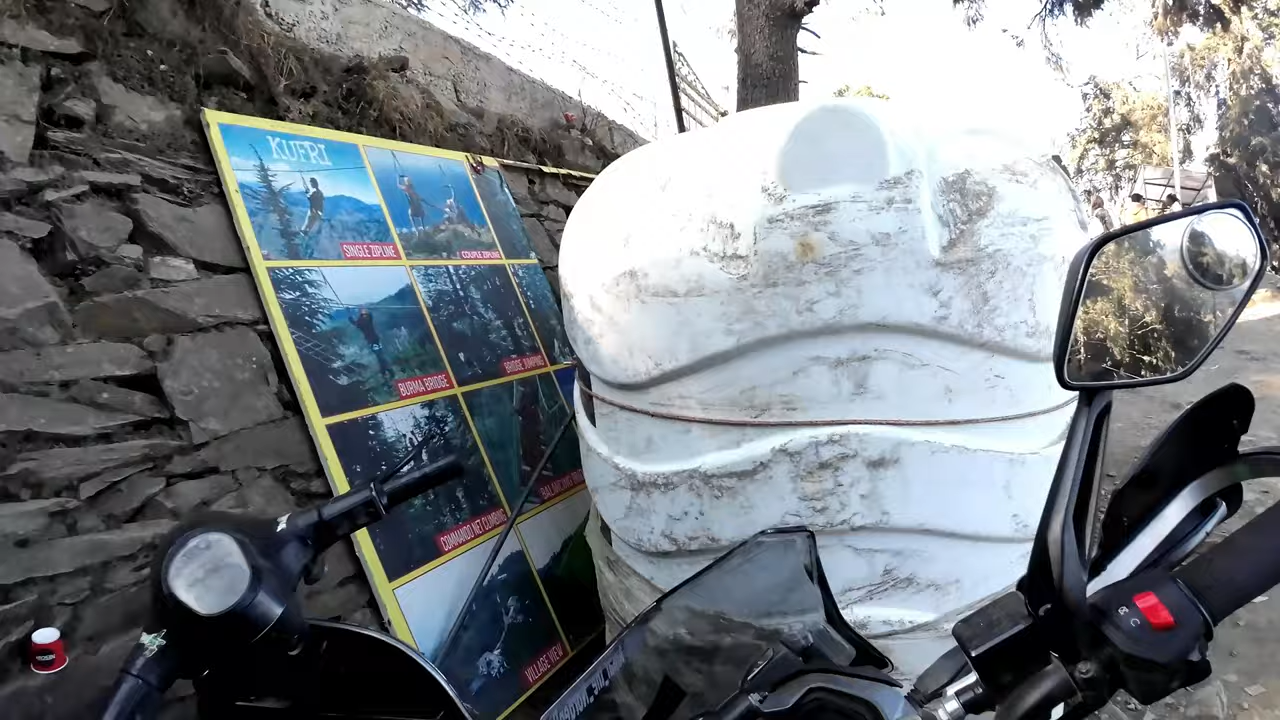 KUFRI
SINGLE ZIPLINE
COUPLE ZIPLINE
BURMA BRIDGE
BRIDGE JUMPING
COMMANDO NET CLIMBING
BALANCING
VILLAGE VIEW